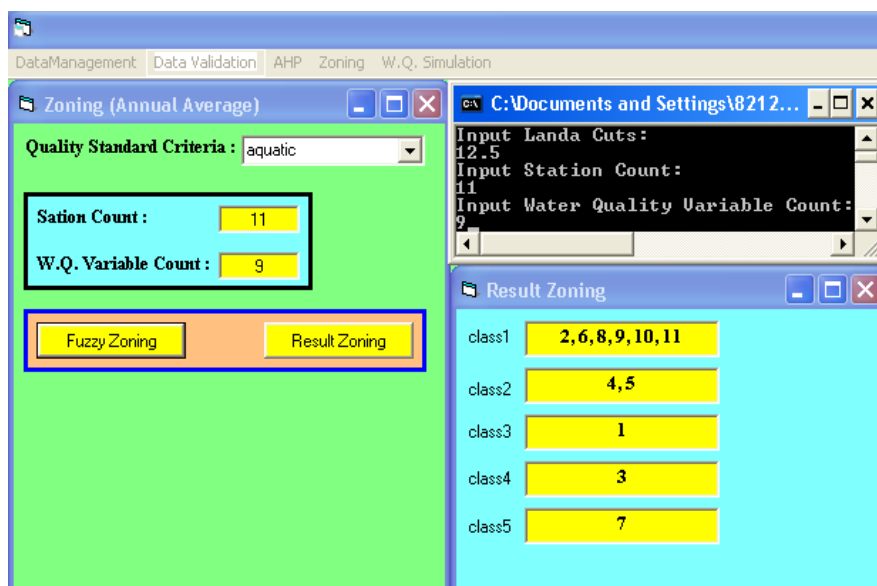 DataManagement Data Validation AHP Zoning W.Q. Simulation
Zoning (Annual Average)
Quality Standard Criteria : aquatic
Sation Count : 11
W.Q. Variable Count : 9
Fuzzy Zoning Result Zoning
C:\Documents and Settings\8212...
Input Landa Cuts:
12.5
Input Station Count:
11
Input Water Quality Variable Count:
9_
Result Zoning
class1 2,6,8,9,10,11
class2 4,5
class3 1
class4 3
class5 7